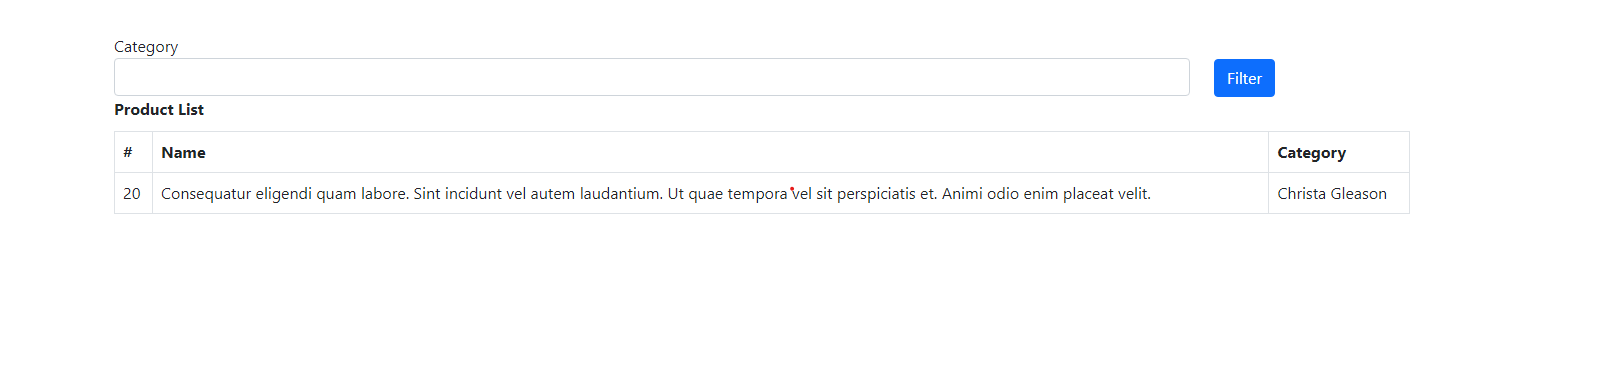 Category
Filter
Product List
# Name Category
20 Consequatur eligendi quam labore. Sint incidunt vel autem laudantium. Ut quae tempora vel sit perspiciatis et. Animi odio enim placeat velit. Christa Gleason